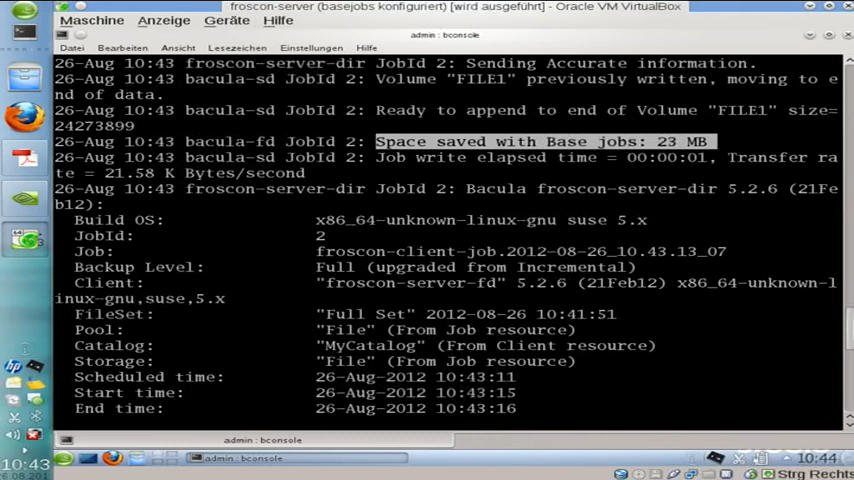 froscon-server (basejobs konfiguriert) [wird ausgeführt] - Oracle VM VirtualBox
Maschine Anzeige Geräte Hilfe
admin : bconsole
Datei Bearbeiten Ansicht Lesezeichen Einstellungen Hilfe
26-Aug 10:43 froscon-server-dir JobId 2: Sending Accurate information.
26-Aug 10:43 bacula-sd JobId 2: Volume "FILE1" previously written, moving to e
nd of data.
26-Aug 10:43 bacula-sd JobId 2: Ready to append to end of Volume "FILE1" size=
24273899
26-Aug 10:43 bacula-fd JobId 2: Space saved with Base jobs: 23 MB
26-Aug 10:43 bacula-sd JobId 2: Job write elapsed time = 00:00:01, Transfer ra
te = 21.58 K Bytes/second
26-Aug 10:43 froscon-server-dir JobId 2: Bacula froscon-server-dir 5.2.6 (21Fe
b12):
Build OS: x86_64-unknown-linux-gnu suse 5.x
JobId: 2
Job: froscon-client-job.2012-08-26_10.43.13_07
Backup Level: Full (upgraded from Incremental)
Client: "froscon-server-fd" 5.2.6 (21Feb12) x86_64-unknown-l
inux-gnu,suse,5.x
FileSet: "Full Set" 2012-08-26 10:41:51
Pool: "File" (From Job resource)
Catalog: "MyCatalog" (From Client resource)
Storage: "File" (From Job resource)
Scheduled time: 26-Aug-2012 10:43:11
Start time: 26-Aug-2012 10:43:15
End time: 26-Aug-2012 10:43:16
admin : bconsole
admin : bconsole
10:44
10:43
Strg Rechts